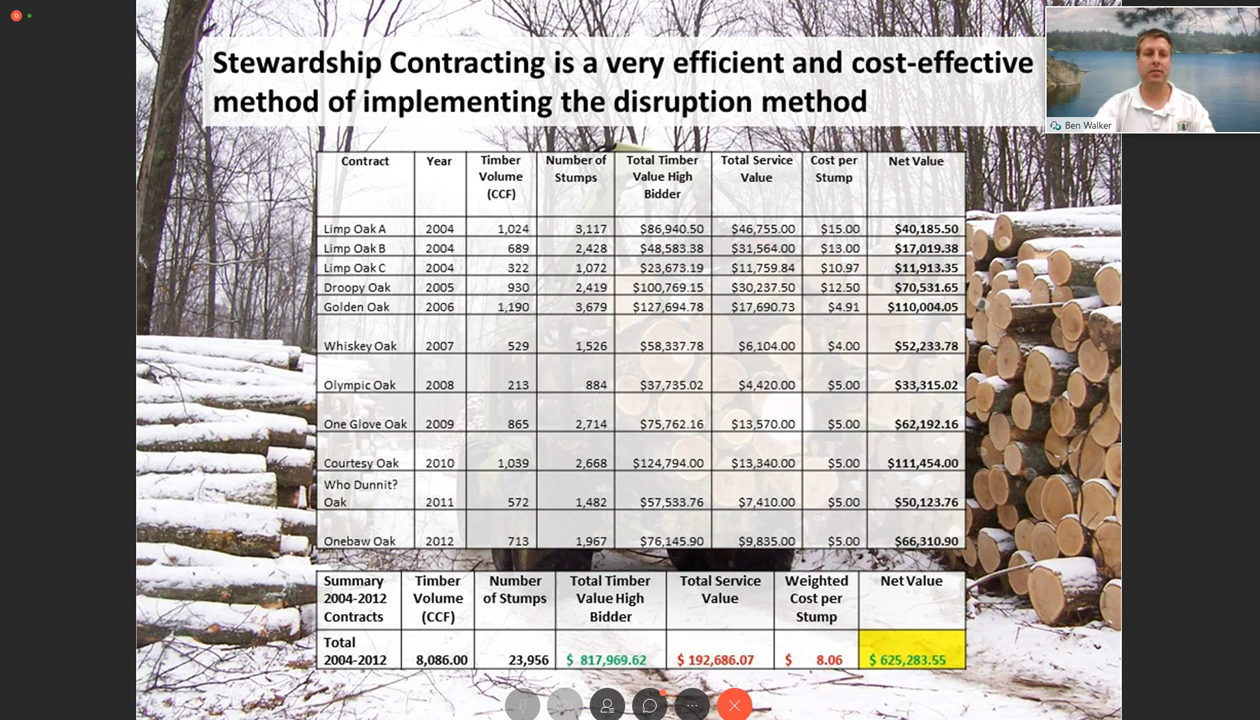 Stewardship Contracting is a very efficient and cost-effective
method of implementing the disruption method
Ben Walker
Contract Year Timber Volume (CCF) Number of Stumps Total Timber Value High Bidder Total Service Value Cost per Stump Net Value
Limp Oak A 2004 1,024 3,117 $86,940.50 $46,755.00 $15.00 $40,185.50
Limp Oak B 2004 689 2,428 $48,583.38 $31,564.00 $13.00 $17,019.38
Limp Oak C 2004 322 1,072 $23,673.19 $11,759.84 $10.97 $11,913.35
Droopy Oak 2005 930 2,419 $100,769.15 $30,237.50 $12.50 $70,531.65
Golden Oak 2006 1,190 3,679 $127,694.78 $17,690.73 $4.91 $110,004.05
Whiskey Oak 2007 529 1,526 $58,337.78 $6,104.00 $4.00 $52,233.78
Olympic Oak 2008 213 884 $37,735.02 $4,420.00 $5.00 $33,315.02
One Glove Oak 2009 865 2,714 $75,762.16 $13,570.00 $5.00 $62,192.16
Courtesy Oak 2010 1,039 2,668 $124,794.00 $13,340.00 $5.00 $111,454.00
Who Dunnit? Oak 2011 572 1,482 $57,533.76 $7,410.00 $5.00 $50,123.76
Onebaw Oak 2012 713 1,967 $76,145.90 $9,835.00 $5.00 $66,310.90
Summary 2004-2012 Contracts Timber Volume (CCF) Number of Stumps Total Timber Value High Bidder Total Service Value Weighted Cost per Stump Net Value
Total 2004-2012 8,086.00 23,956 $ 817,969.62 $ 192,686.07 $ 8.06 $ 625,283.55